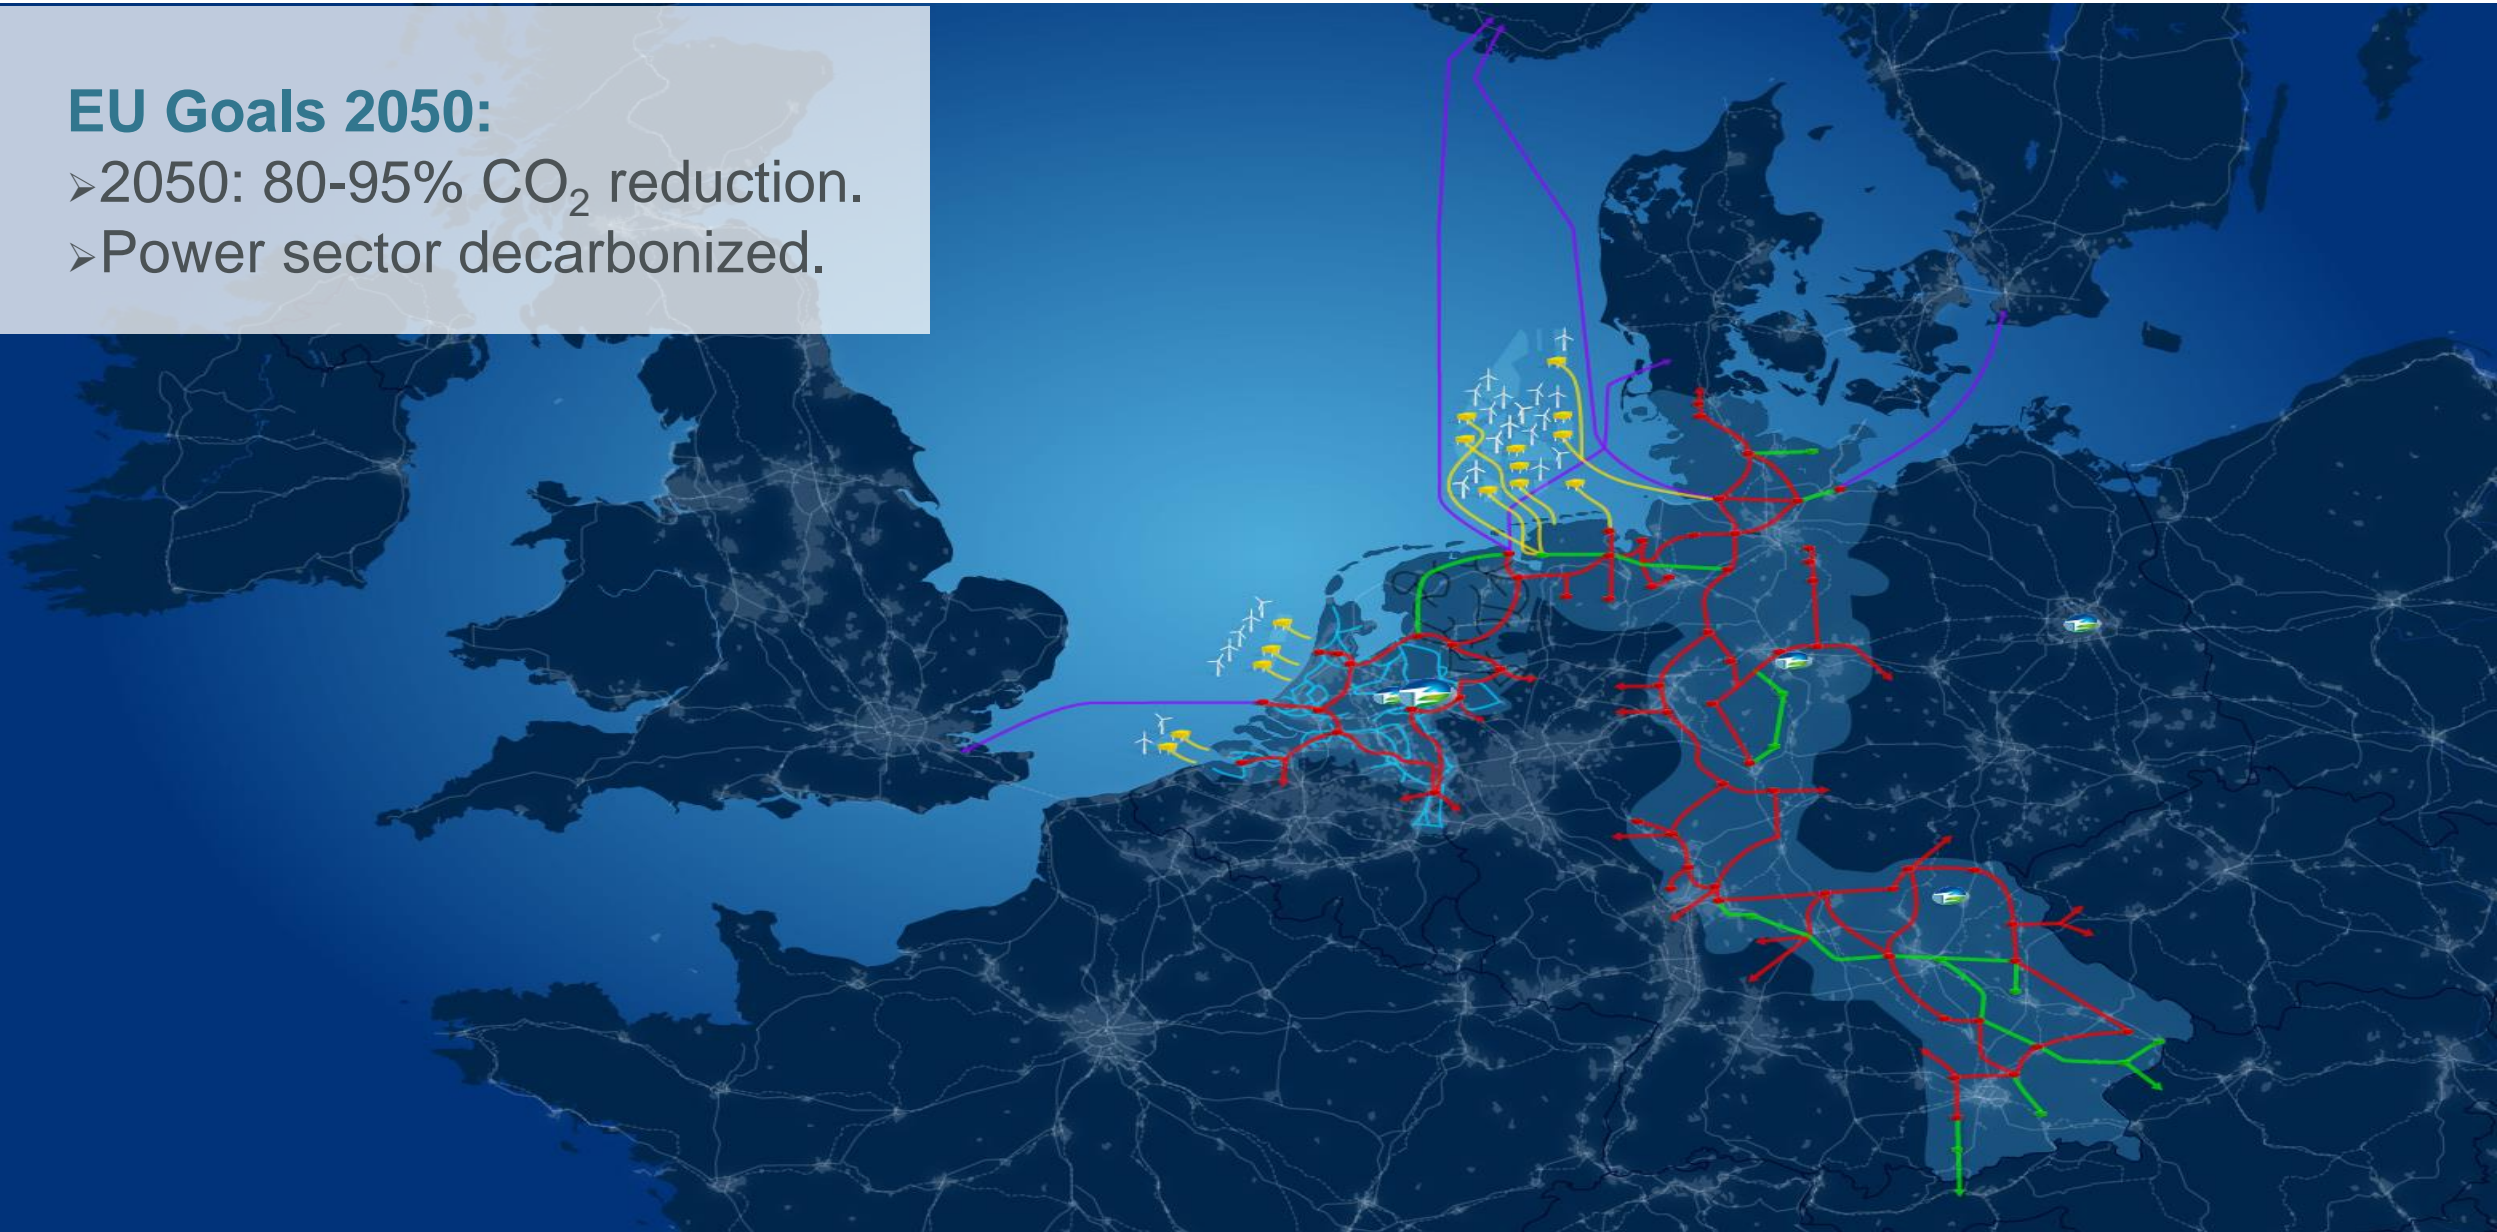 EU Goals 2050:
➢2050: 80-95% CO₂ reduction.
➢Power sector decarbonized.